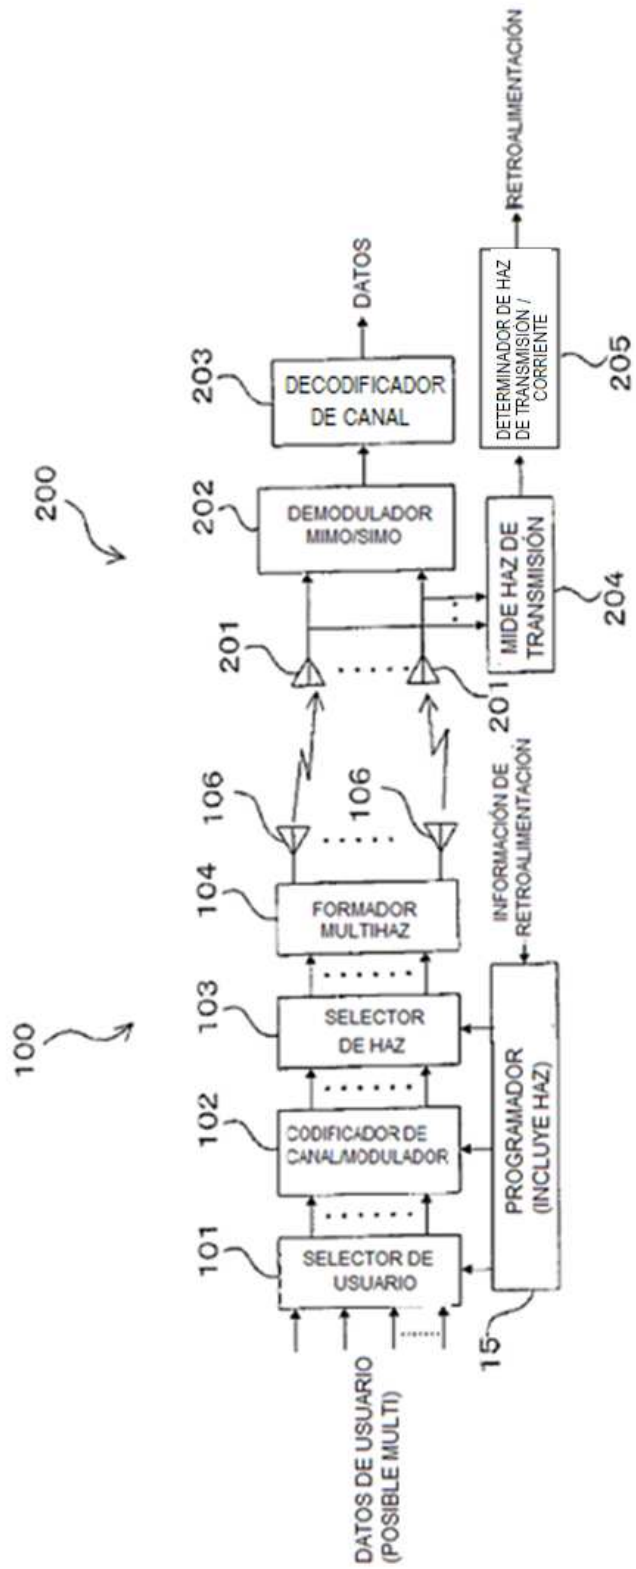 100
200
DATOS DE USUARIO
(POSIBLE MULTI)
101
SELECTOR DE
USUARIO
102
CODIFICADOR DE
CANAL/MODULADOR
103
SELECTOR
DE HAZ
104
FORMADOR
MULTIHAZ
106
106
201
201
202
DEMODULADOR
MIMO/SIMO
203
DECODIFICADOR
DE CANAL
DATOS
15
PROGRAMADOR
(INCLUYE HAZ)
INFORMACIÓN DE
RETROALIMENTACIÓN
MIDE HAZ DE
TRANSMISIÓN
204
DETERMINADOR DE HAZ
DE TRANSMISIÓN /
CORRIENTE
205
RETROALIMENTACIÓN